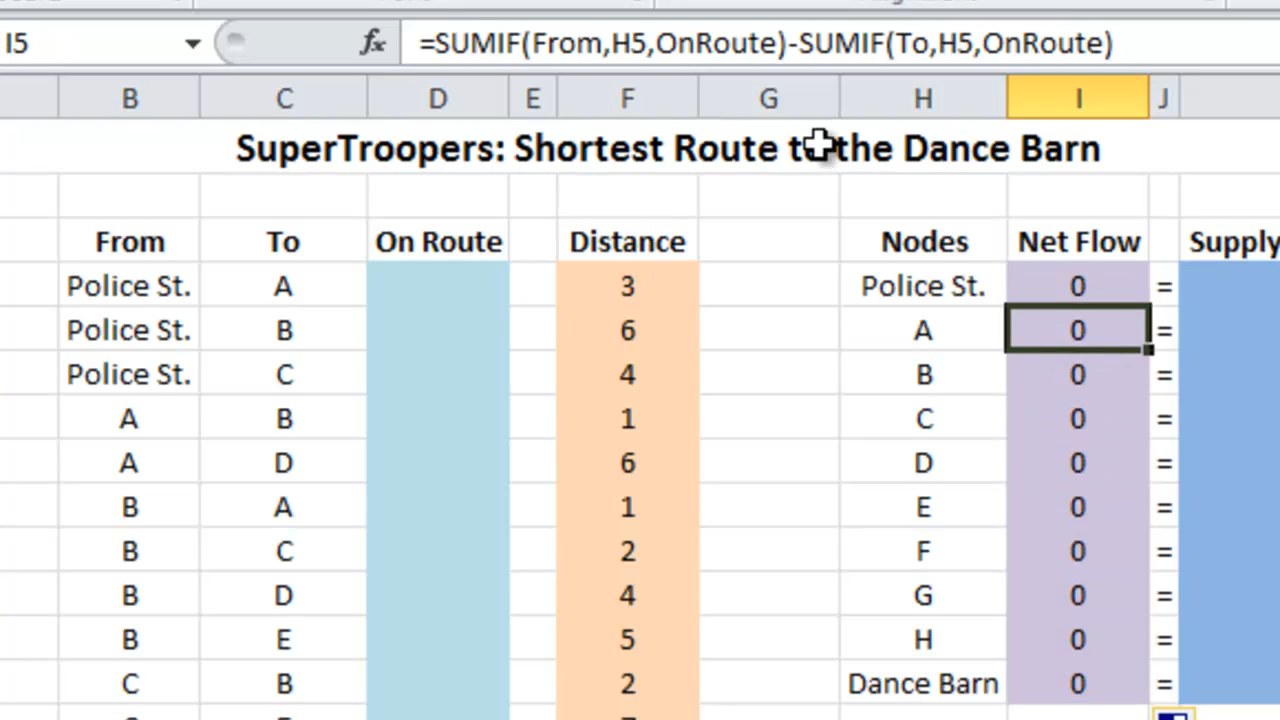 I5 fx =SUMIF(From,H5,OnRoute)-SUMIF(To,H5,OnRoute)
B C D E F G H I J
SuperTroopers: Shortest Route to the Dance Barn
From To On Route Distance Nodes Net Flow Supply
Police St. A 3 Police St. 0 =
Police St. B 6 A 0 =
Police St. C 4 B 0 =
A B 1 C 0 =
A D 6 D 0 =
B A 1 E 0 =
B C 2 F 0 =
B D 4 G 0 =
B E 5 H 0 =
C B 2 Dance Barn 0 =